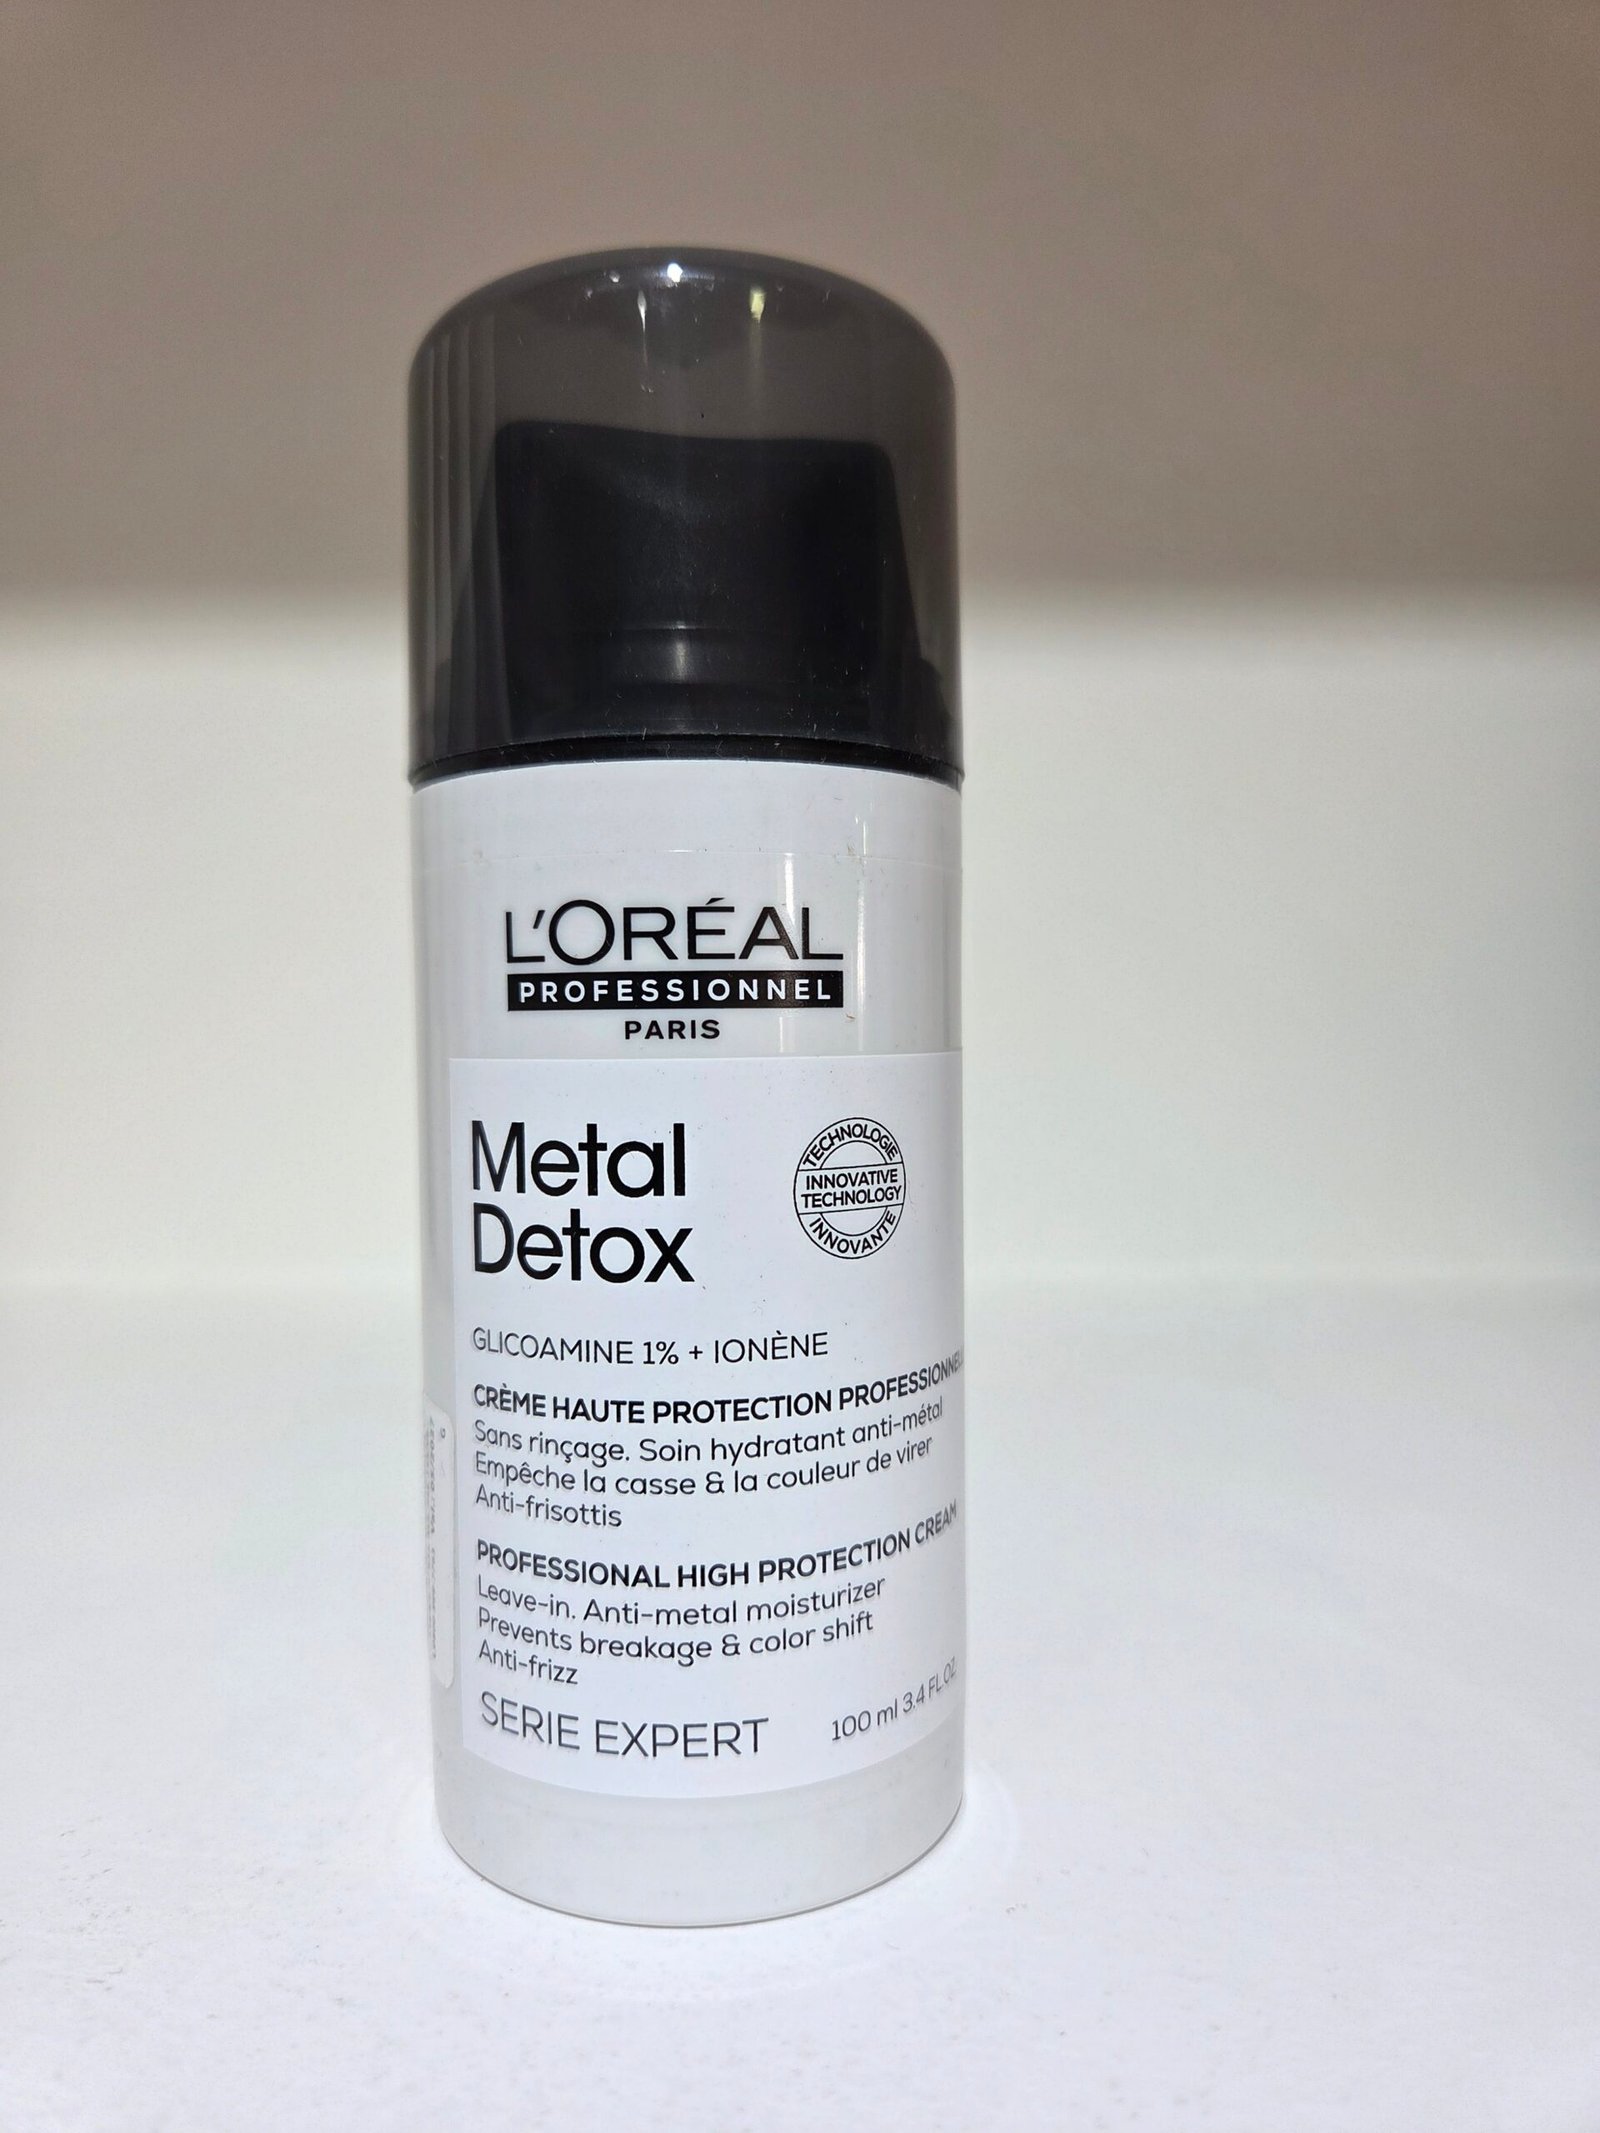 L'ORÉAL
PROFESSIONNEL
PARIS
Metal
Detox
TECHNOLOGIE
INNOVATIVE
TECHNOLOGY
INNOVANTE
GLICOAMINE 1% + IONÈNE
CRÈME HAUTE PROTECTION PROFESSIONNELLE
Sans rinçage. Soin hydratant anti-métal
Empêche la casse & la couleur de virer
Anti-frisottis
PROFESSIONAL HIGH PROTECTION CREAM
Leave-in. Anti-metal moisturizer
Prevents breakage & color shift
Anti-frizz
SERIE EXPERT
100 ml 3.4 FL OZ